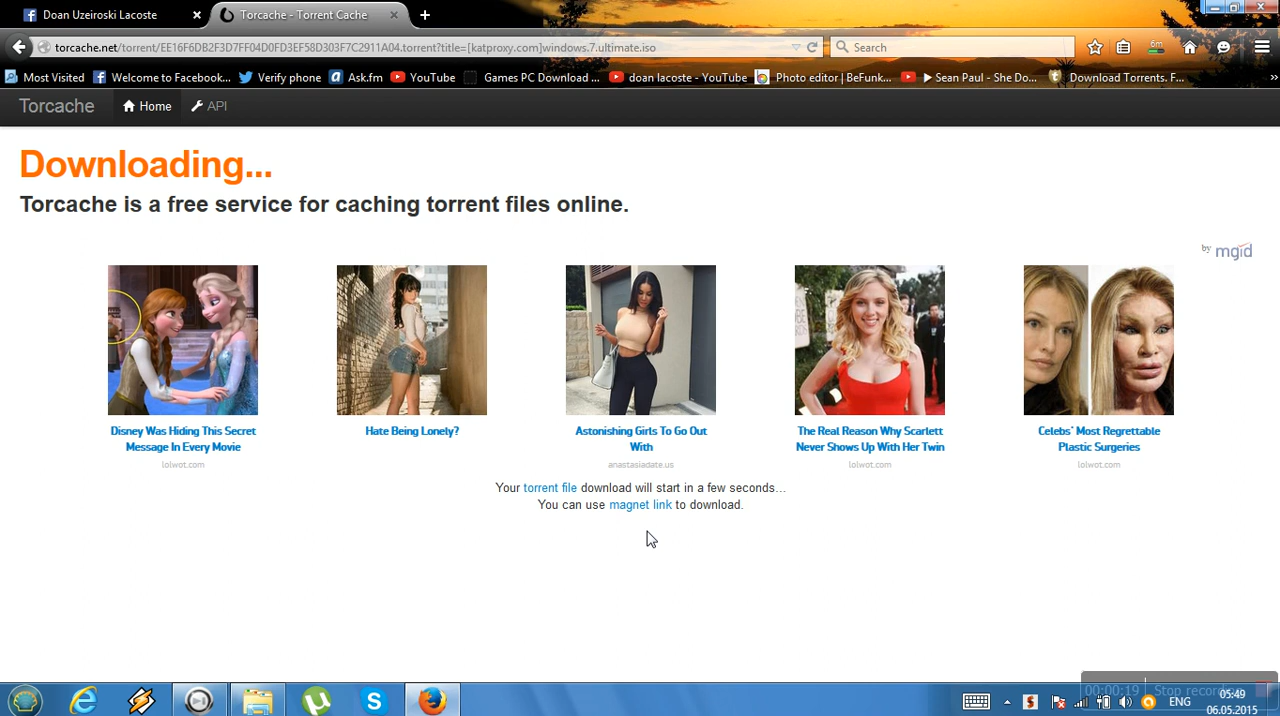 Doan Uzeiroski Lacoste
Torcache - Torrent Cache
torcache.net/torrent/EE16F6DB2F3D7FF04D0FD3EF58D303F7C2911A04.torrent?title=[katproxy.com]windows.7.ultimate.iso
Search
6m
Most Visited
Welcome to Facebook...
Verify phone
Ask.fm
YouTube
Games PC Download ...
doan lacoste - YouTube
Photo editor | BeFunk...
▶ Sean Paul - She Do...
Download Torrents. F...
Torcache
Home
API
Downloading...
Torcache is a free service for caching torrent files online.
by mgid
Disney Was Hiding This Secret
Message In Every Movie
lolwot.com
Hate Being Lonely?
Astonishing Girls To Go Out
With
anastasiadate.us
The Real Reason Why Scarlett
Never Shows Up With Her Twin
lolwot.com
Celebs' Most Regrettable
Plastic Surgeries
lolwot.com
Your torrent file download will start in a few seconds...
You can use magnet link to download.
00:00:19
Stop
ENG
05:49
06.05.2015